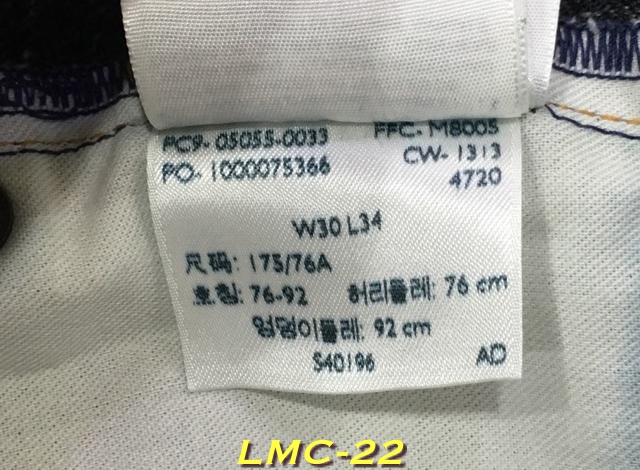 PC9- 05055-0033 FFC- M8005
PO- 1000075366 CW- 1313
4720
W30 L34
尺码: 175/76A
호칭: 76-92 허리둘레: 76 cm
엉덩이둘레: 92 cm
S40196 AD
LMC-22